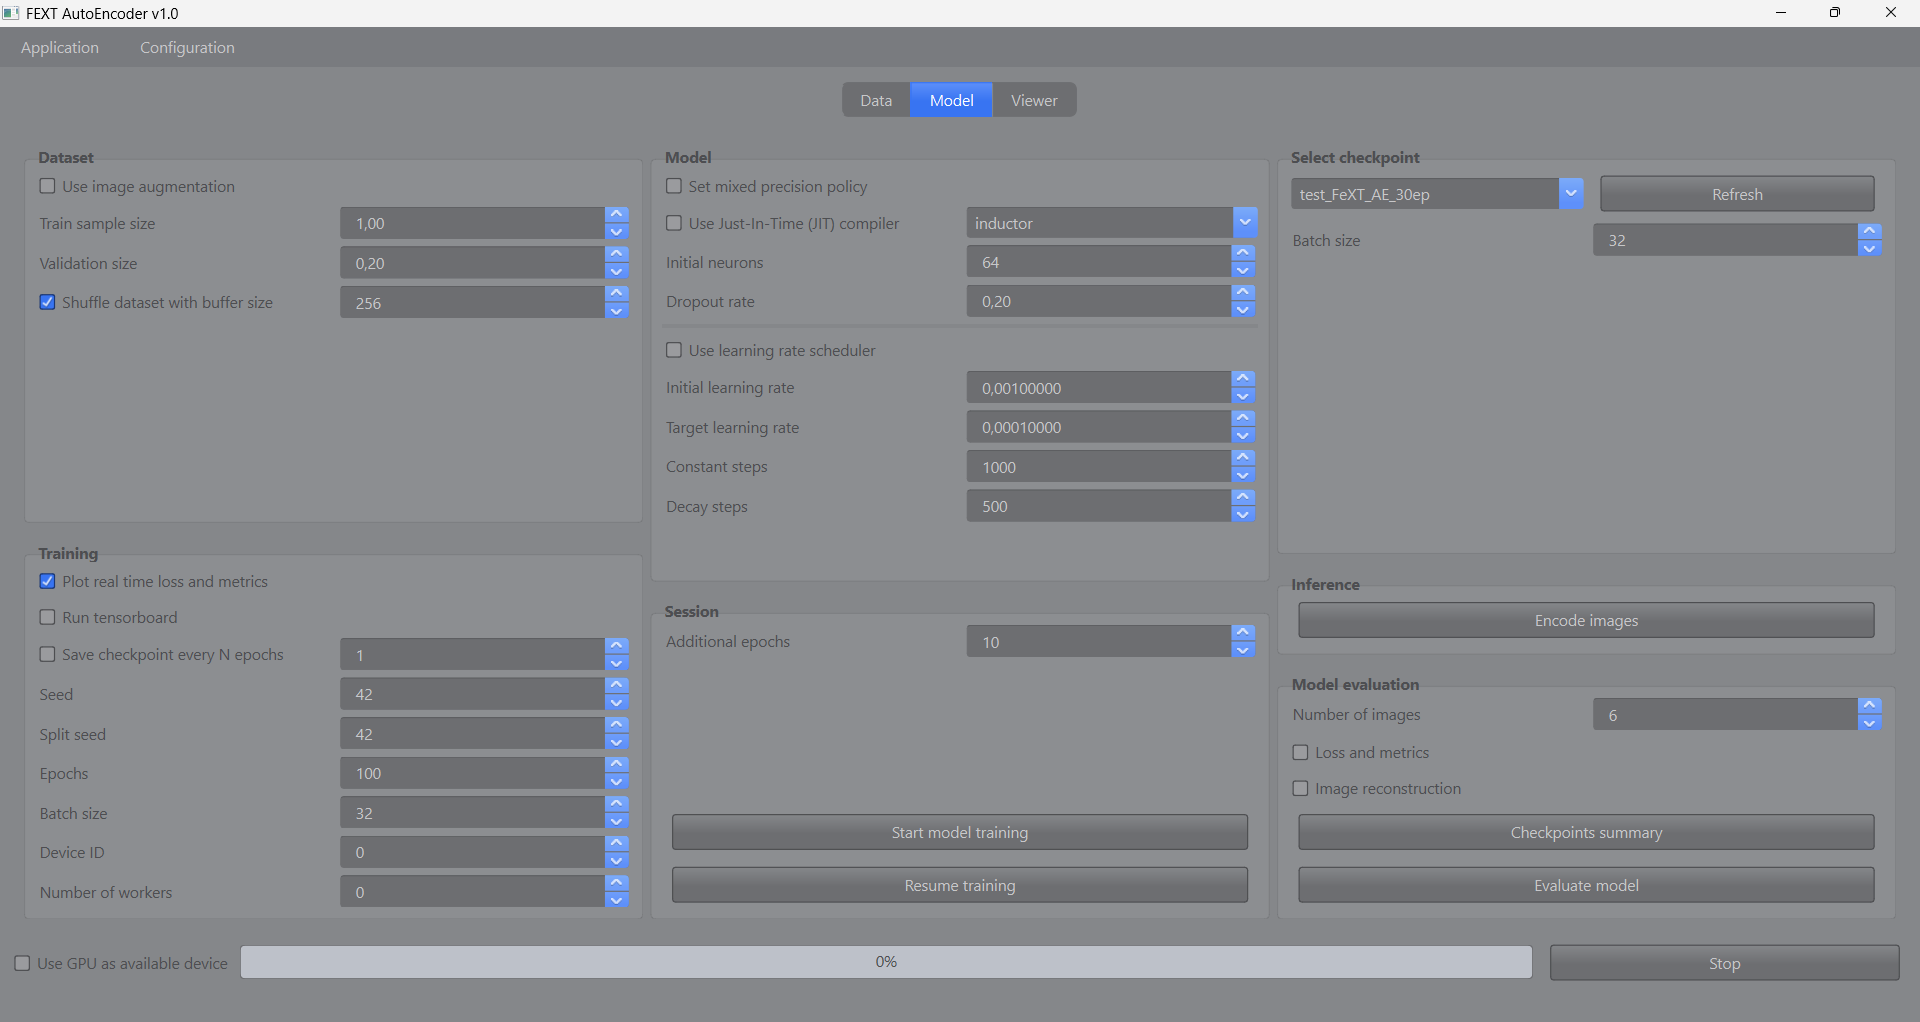 FEXT AutoEncoder v1.0
Application Configuration
Data Model Viewer
Dataset
Use image augmentation
Train sample size 1,00
Validation size 0,20
Shuffle dataset with buffer size 256
Training
Plot real time loss and metrics
Run tensorboard
Save checkpoint every N epochs 1
Seed 42
Split seed 42
Epochs 100
Batch size 32
Device ID 0
Number of workers 0
Model
Set mixed precision policy
Use Just-In-Time (JIT) compiler inductor
Initial neurons 64
Dropout rate 0,20
Use learning rate scheduler
Initial learning rate 0,00100000
Target learning rate 0,00010000
Constant steps 1000
Decay steps 500
Session
Additional epochs 10
Start model training
Resume training
Select checkpoint
test_FeXT_AE_30ep Refresh
Batch size 32
Inference
Encode images
Model evaluation
Number of images 6
Loss and metrics
Image reconstruction
Checkpoints summary
Evaluate model
Use GPU as available device 0% Stop